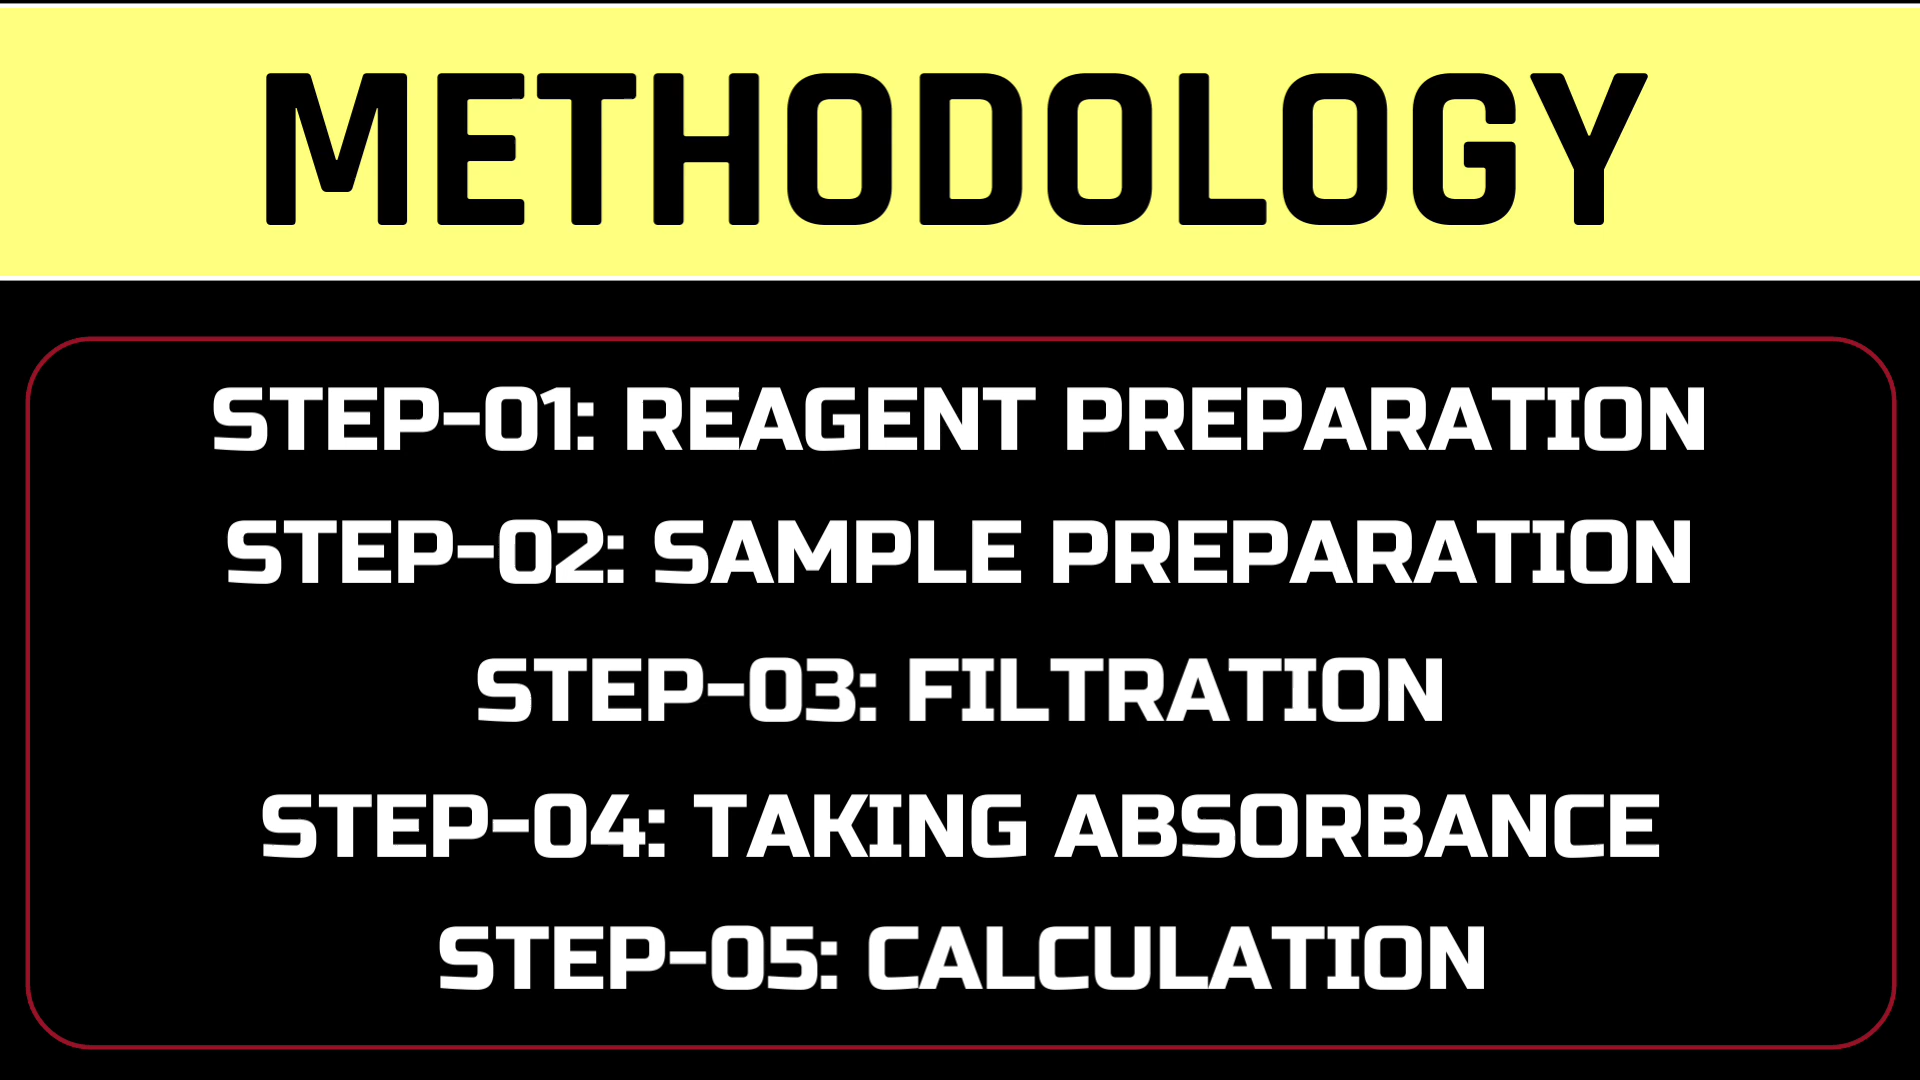 METHODOLOGY
STEP-01: REAGENT PREPARATION
STEP-02: SAMPLE PREPARATION
STEP-03: FILTRATION
STEP-04: TAKING ABSORBANCE
STEP-05: CALCULATION